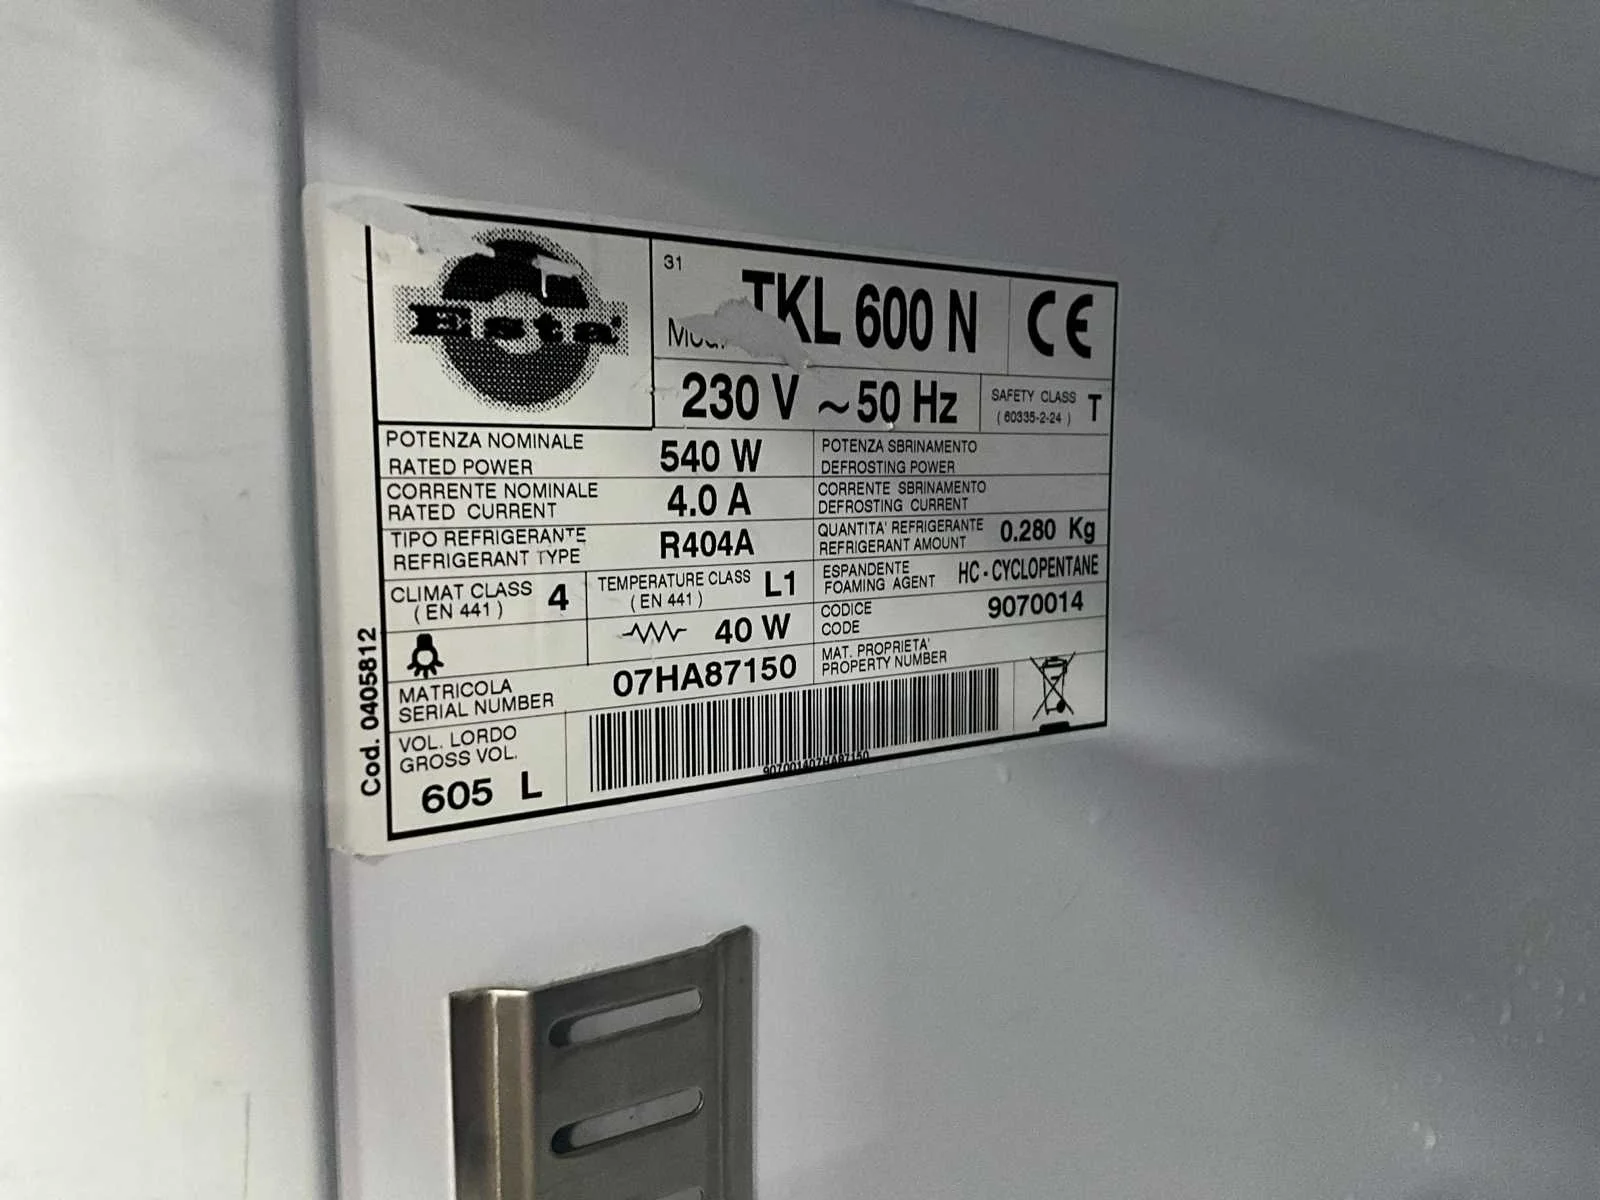 Esta'
31
TKL 600 N
CE
230 V ~ 50 Hz
SAFETY CLASS T
( 60335-2-24 )
POTENZA NOMINALE
RATED POWER
540 W
POTENZA SBRINAMENTO
DEFROSTING POWER
CORRENTE NOMINALE
RATED CURRENT
4.0 A
CORRENTE SBRINAMENTO
DEFROSTING CURRENT
TIPO REFRIGERANTE
REFRIGERANT TYPE
R404A
QUANTITA' REFRIGERANTE
REFRIGERANT AMOUNT
0.280 Kg
CLIMAT CLASS
( EN 441 )
4
TEMPERATURE CLASS
( EN 441 )
L1
ESPANDENTE
FOAMING AGENT
HC - CYCLOPENTANE
40 W
CODICE
CODE
9070014
MATRICOLA
SERIAL NUMBER
07HA87150
MAT. PROPRIETA'
PROPERTY NUMBER
VOL. LORDO
GROSS VOL.
605 L
907001407HA87150
Cod. 0405812